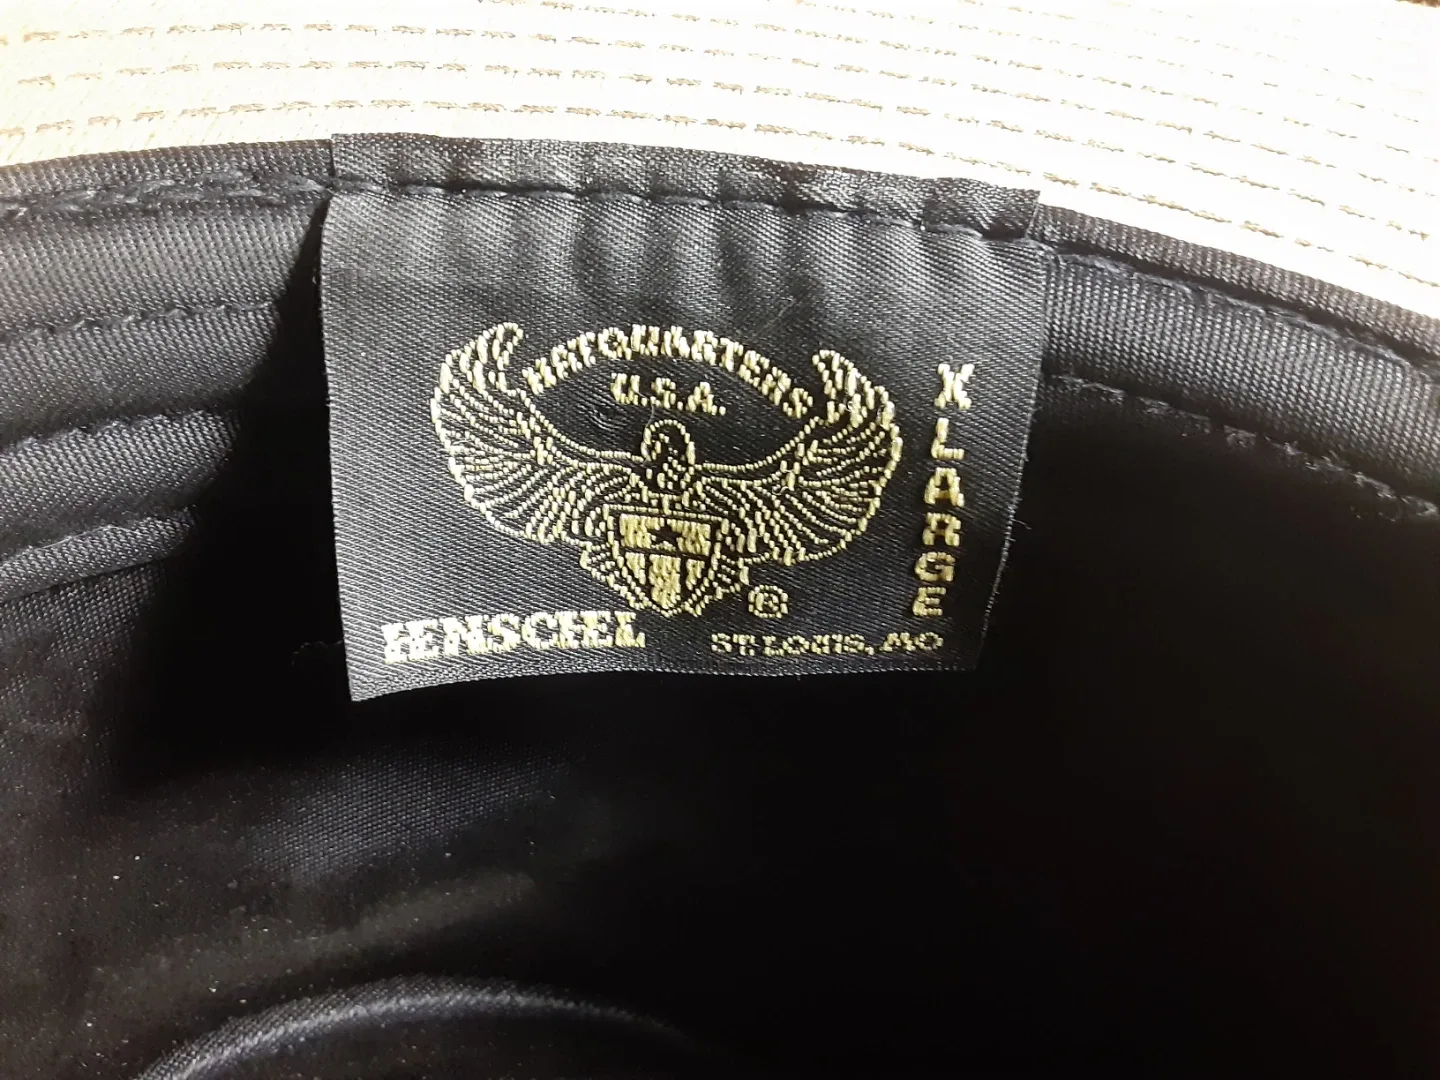 HATQUARTERS
U.S.A.
X LARGE
®
HENSCHEL
ST. LOUIS, MO